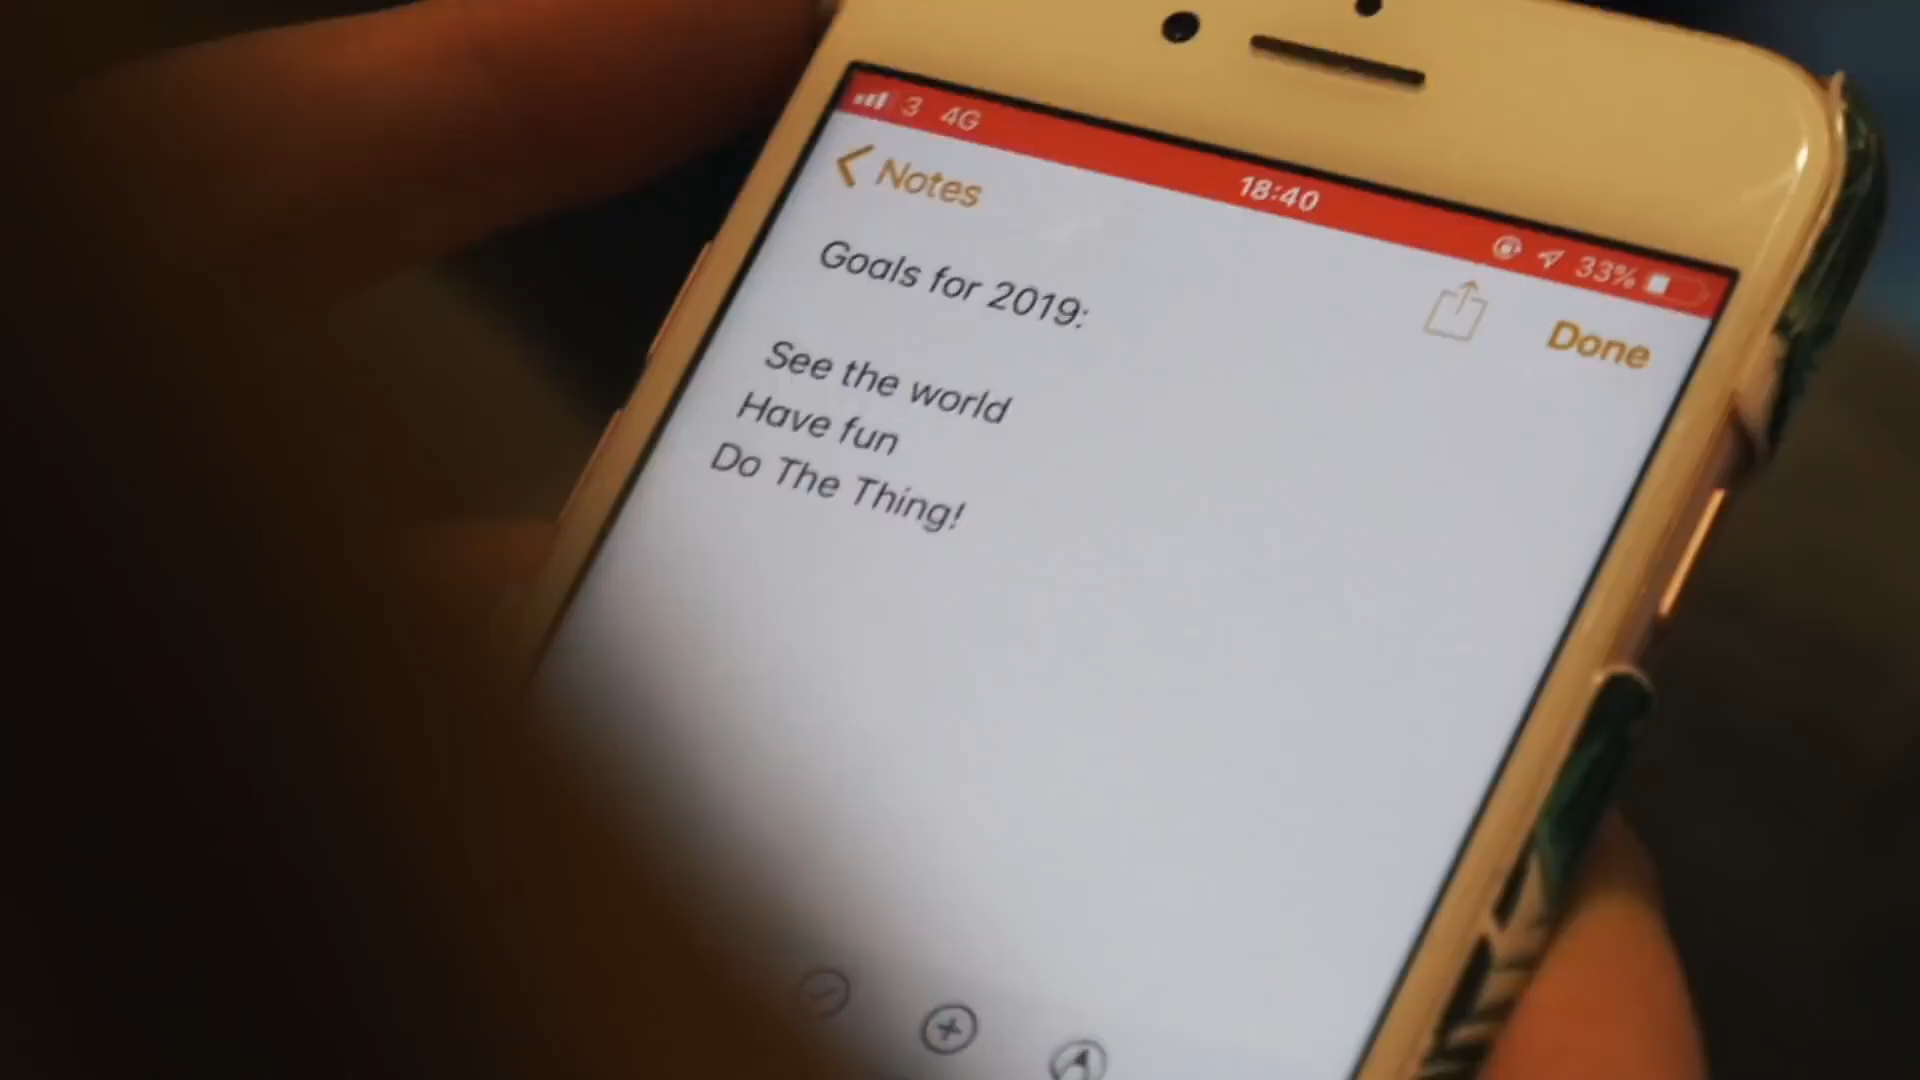 3 4G
18:40
33%
Notes
Done
Goals for 2019:
See the world
Have fun
Do The Thing!